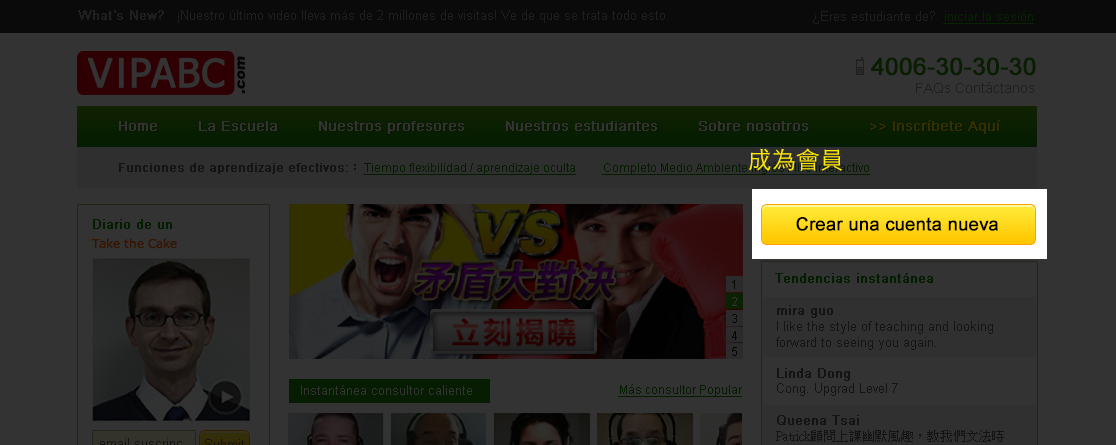 What's New? ¡Nuestro último video lleva más de 2 millones de visitas! Ve de que se trata todo esto.
¿Eres estudiante de? iniciar la sesión
VIPABC.com
4006-30-30-30
FAQs Contáctanos
Home La Escuela Nuestros profesores Nuestros estudiantes Sobre nosotros >> Inscríbete Aquí
成為會員
Funciones de aprendizaje efectivos: : Tiempo flexibilidad / aprendizaje oculta Completo Medio Ambiente
Crear una cuenta nueva
Diario de un
Take the Cake
VS
矛盾大對決
立刻揭曉
1
2
3
4
5
Tendencias instantánea
mira guo
I like the style of teaching and looking
forward to seeing you again.
Linda Dong
Cong. Upgrad Level 7
Instantánea consultor caliente
Más consultor Popular
Queena Tsai
Patrick顧問上課幽默風趣，教我們文法時
email suscrinc
Submit